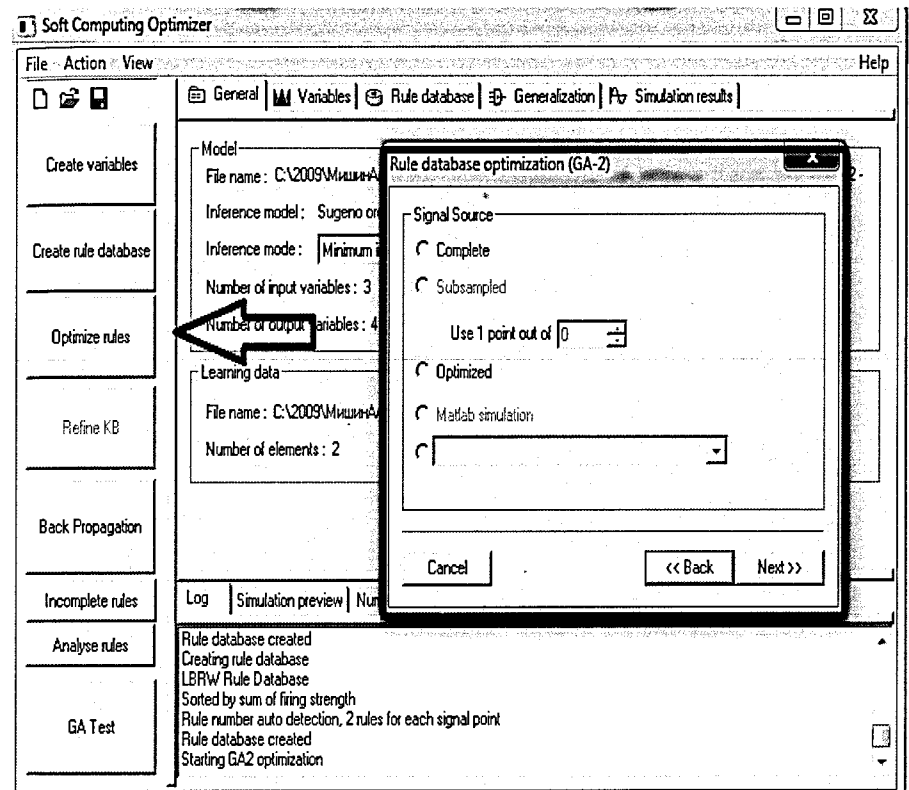 Soft Computing Optimizer
File Action View Help
General Variables Rule database Generalization Simulation results
Create variables
Create rule database
Optimize rules
Refine KB
Back Propagation
Incomplete rules
Analyse rules
GA Test
Model
File name : C:\2009\МишинА
Inference model : Sugeno
Inference mode : Minimum
Number of input variables : 3
Number of output variables : 4
Learning data
File name : C:\2009\МишинА
Number of elements : 2
Rule database optimization (GA-2)
Signal Source
Complete
Subsampled
Use 1 point out of 0
Optimized
Matlab simulation
Cancel << Back Next >>
Log Simulation preview
Rule database created
Creating rule database
LBRW Rule Database
Sorted by sum of firing strength
Rule number auto detection, 2 rules for each signal point
Rule database created
Starting GA2 optimization